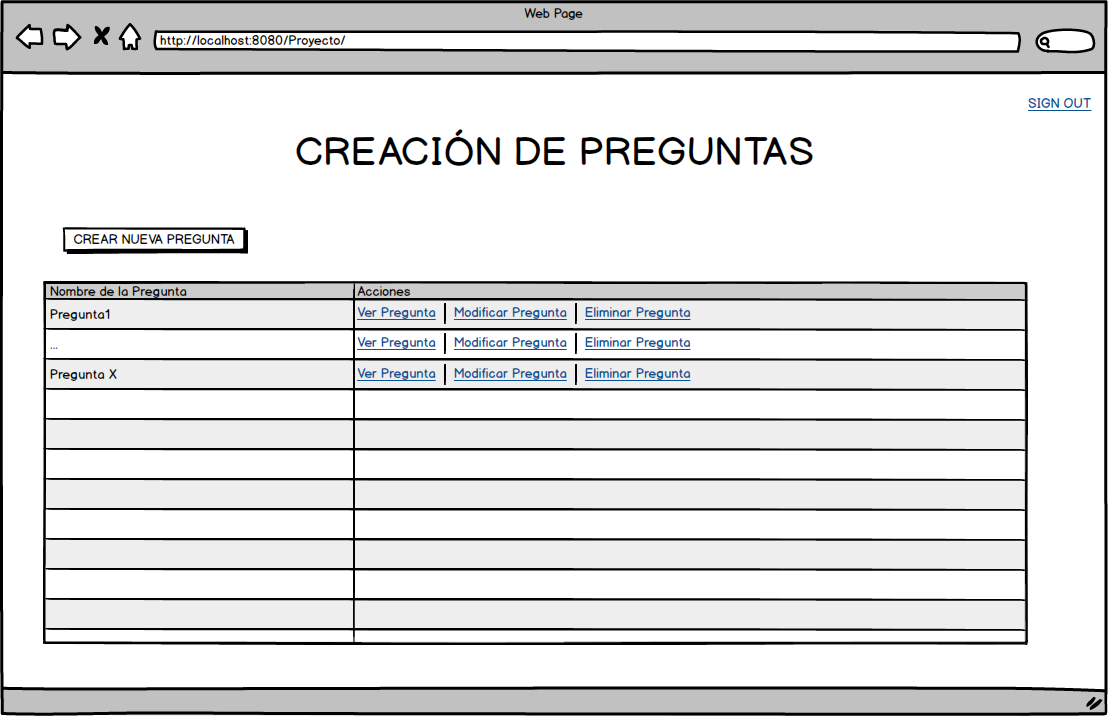 Web Page
http://localhost:8080/Proyecto/
SIGN OUT
CREACIÓN DE PREGUNTAS
CREAR NUEVA PREGUNTA
Nombre de la Pregunta Acciones
Pregunta1 Ver Pregunta Modificar Pregunta Eliminar Pregunta
... Ver Pregunta Modificar Pregunta Eliminar Pregunta
Pregunta X Ver Pregunta Modificar Pregunta Eliminar Pregunta